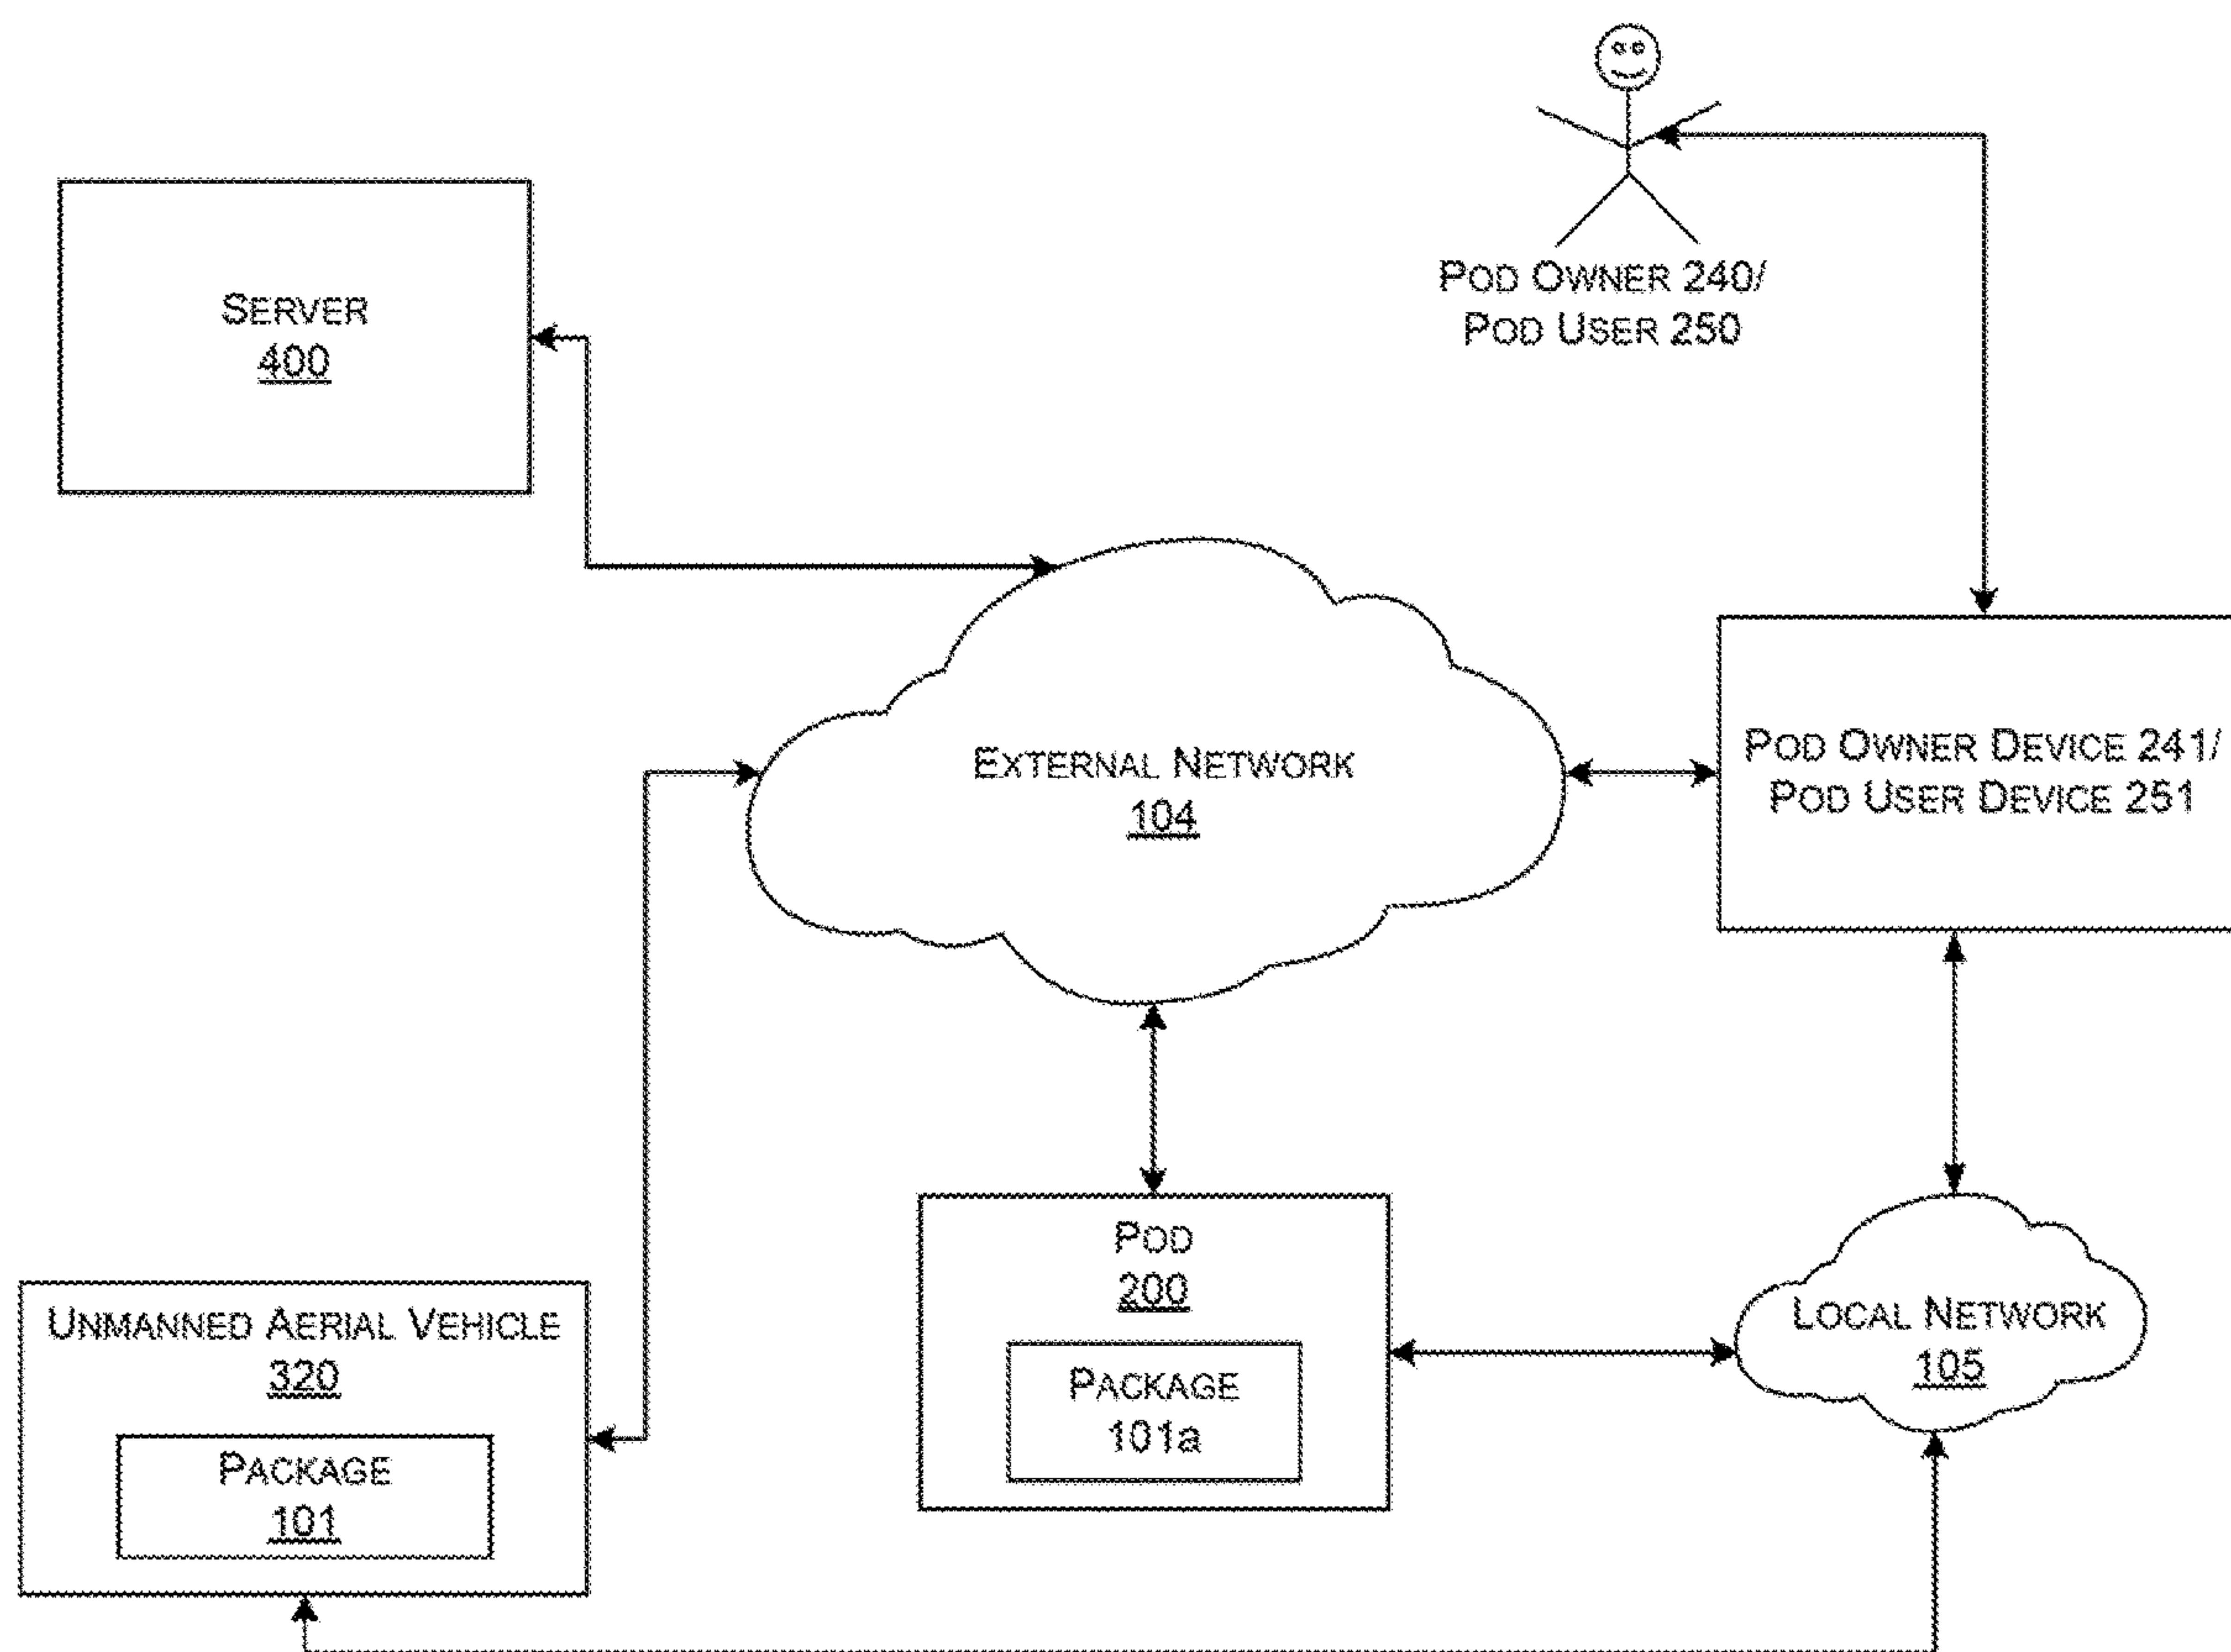 POD OWNER 240/
POD USER 250
SERVER
400
EXTERNAL NETWORK
104
POD OWNER DEVICE 241/
POD USER DEVICE 251
POD
200
PACKAGE
101a
LOCAL NETWORK
105
UNMANNED AERIAL VEHICLE
320
PACKAGE
101